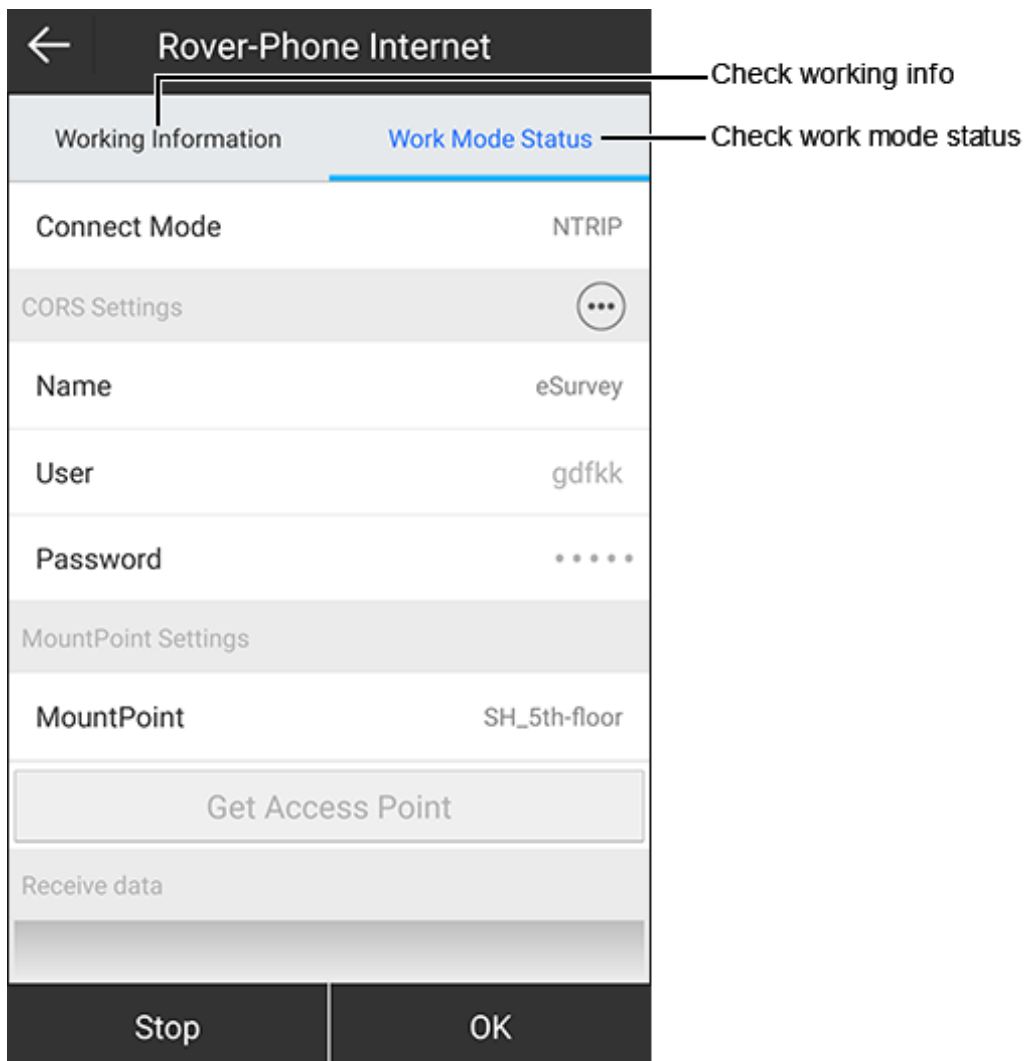 Rover-Phone Internet
Check working info
Working Information
Work Mode Status
Check work mode status
Connect Mode NTRIP
CORS Settings
Name eSurvey
User gdfkk
Password •••••
MountPoint Settings
MountPoint SH_5th-floor
Get Access Point
Receive data
Stop OK